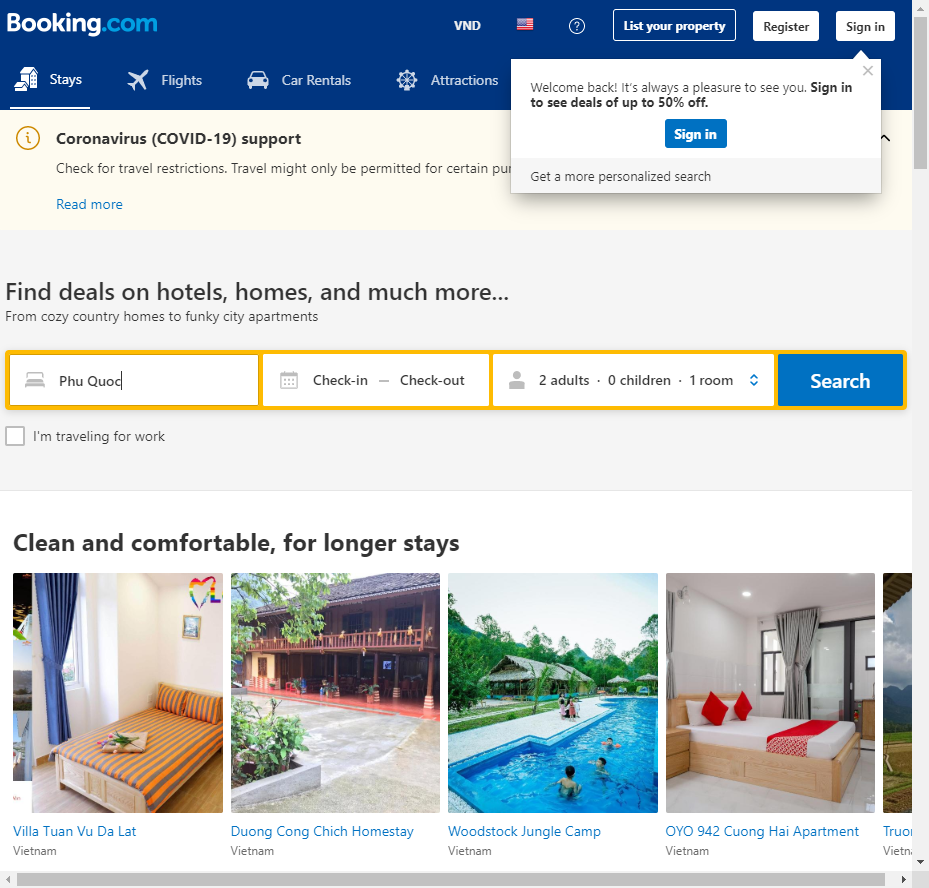 Booking.com
VND
List your property
Register
Sign in
Stays
Flights
Car Rentals
Attractions
Welcome back! It's always a pleasure to see you. Sign in
to see deals of up to 50% off.
Sign in
Get a more personalized search
Coronavirus (COVID-19) support
Check for travel restrictions. Travel might only be permitted for certain
Read more
Find deals on hotels, homes, and much more...
From cozy country homes to funky city apartments
Phu Quoc
Check-in — Check-out
2 adults · 0 children · 1 room
Search
I'm traveling for work
Clean and comfortable, for longer stays
Villa Tuan Vu Da Lat
Vietnam
Duong Cong Chich Homestay
Vietnam
Woodstock Jungle Camp
Vietnam
OYO 942 Cuong Hai Apartment
Vietnam